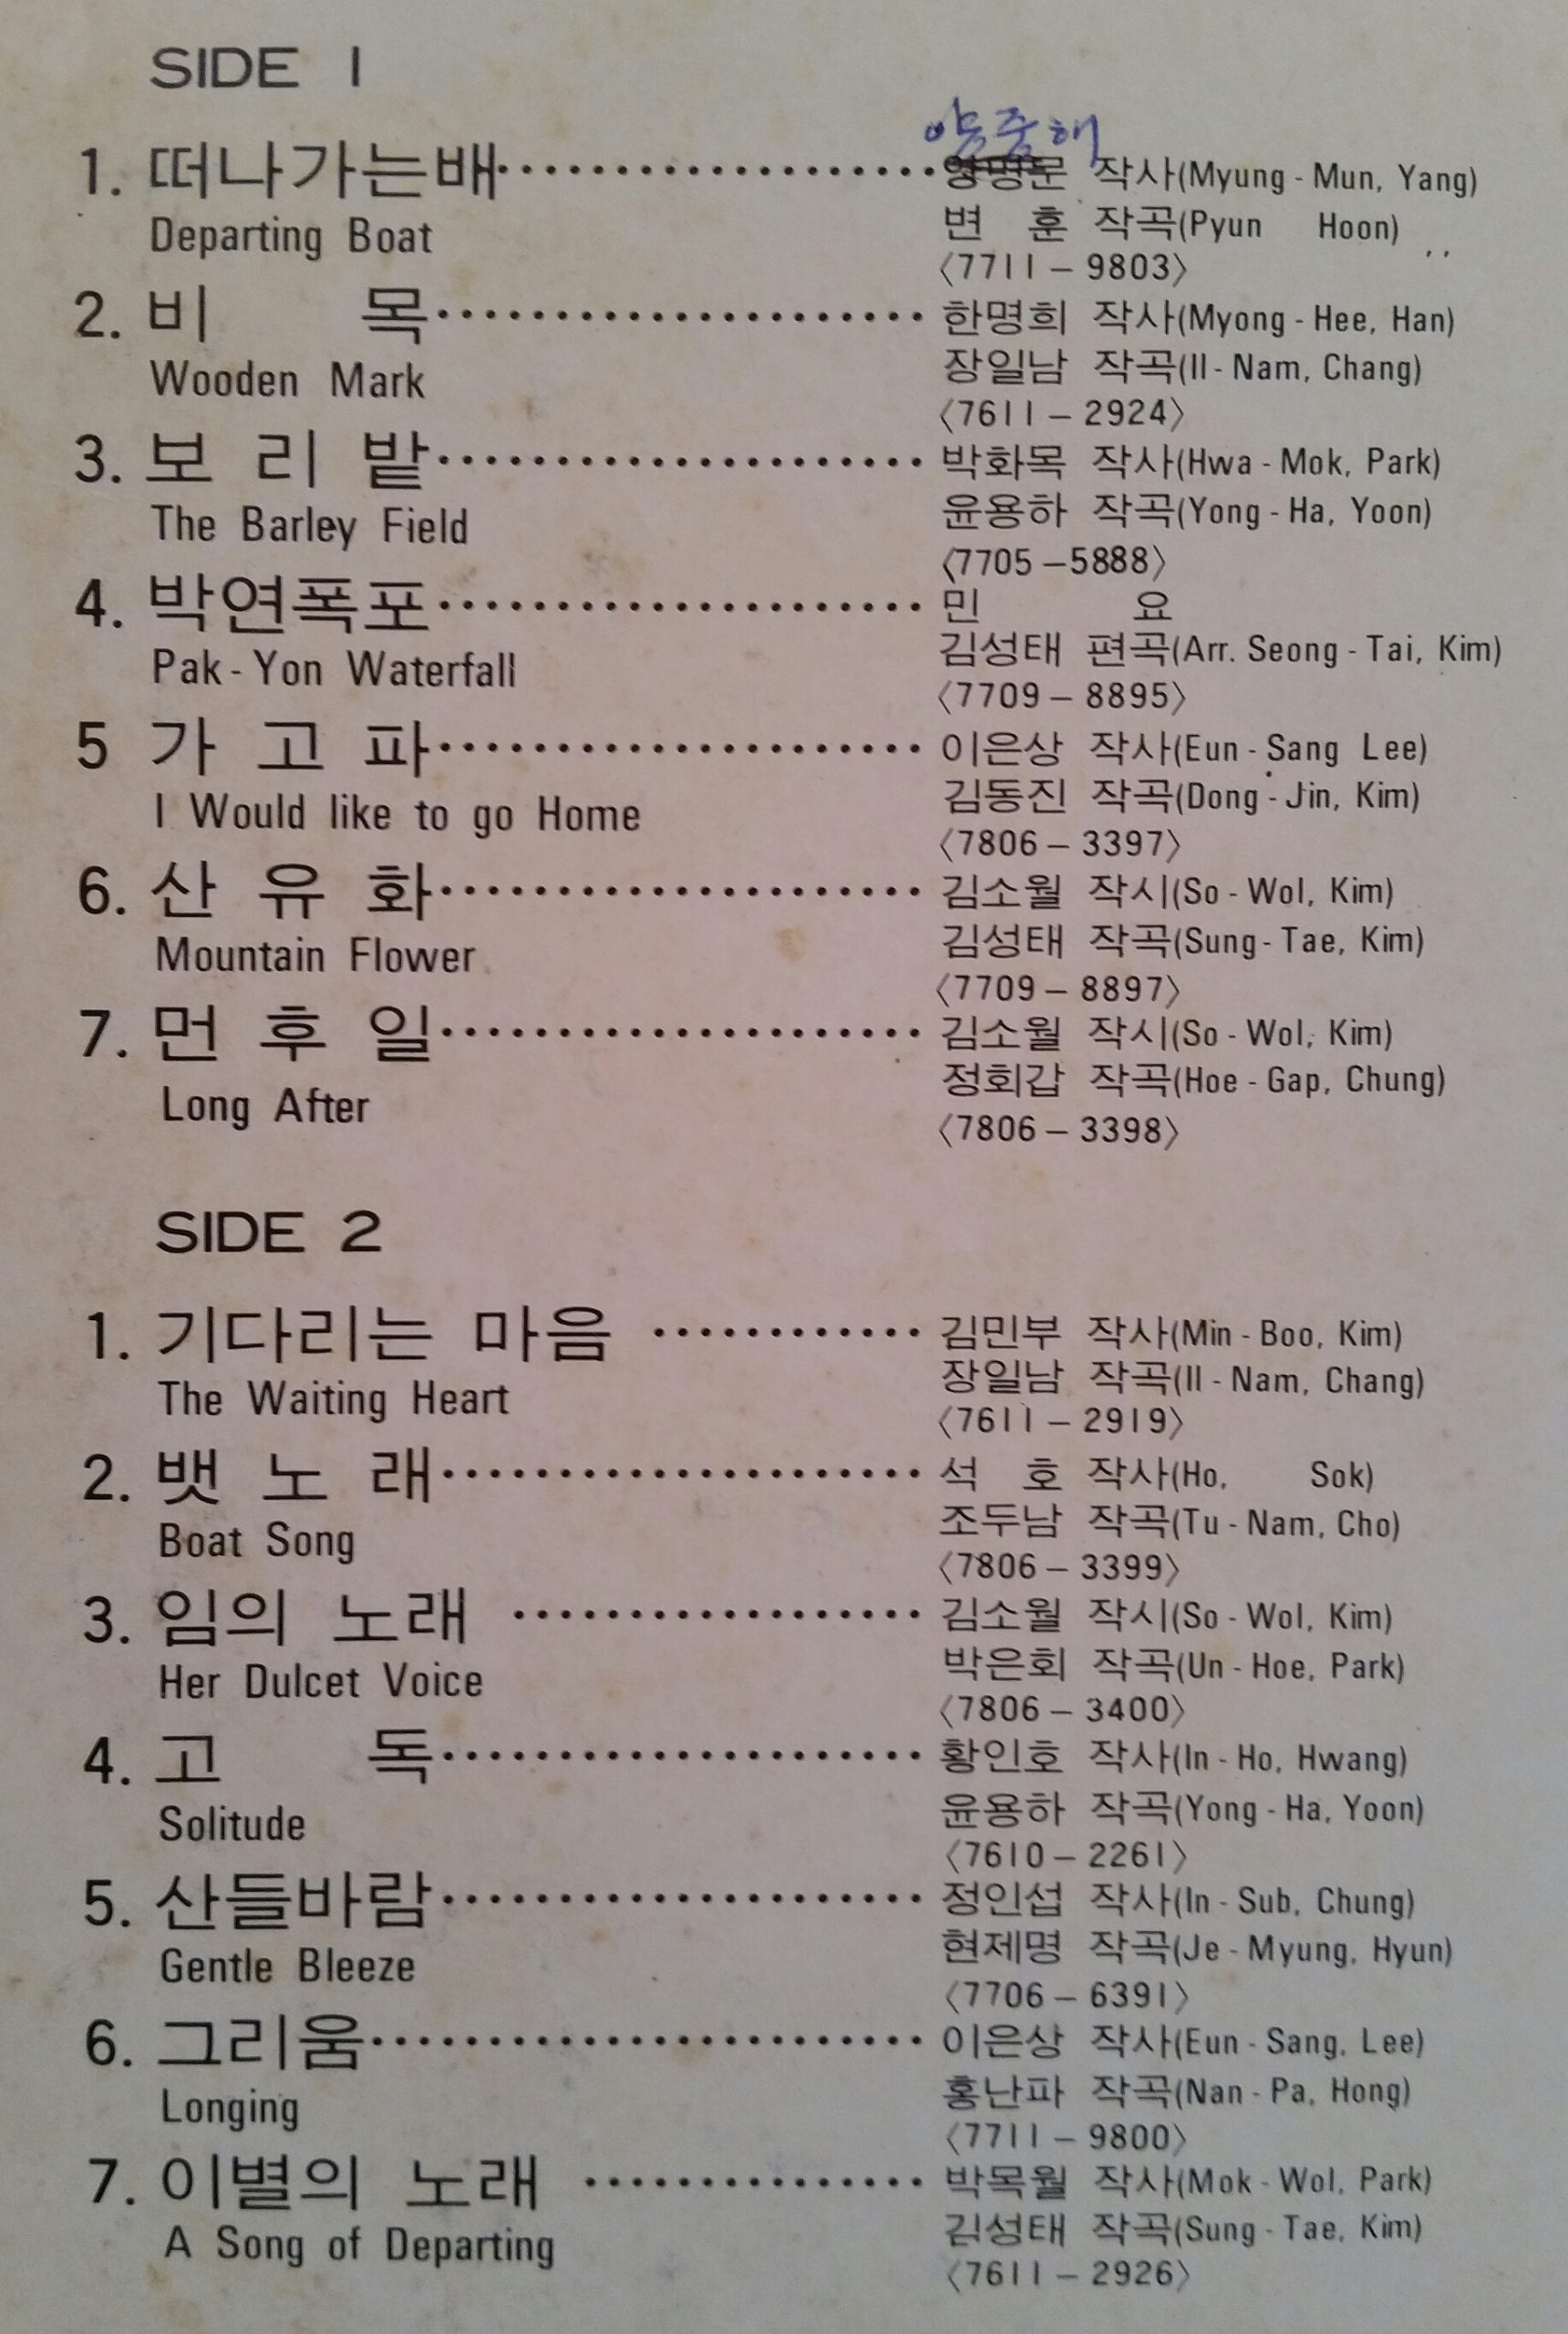 SIDE 1
양중해
1. 떠나가는배····················양명문 작사(Myung-Mun, Yang)
Departing Boat
변 훈 작곡(Pyun Hoon)
〈7711-9803〉
2. 비 목····················한명희 작사(Myong-Hee, Han)
Wooden Mark
장일남 작곡(Il-Nam, Chang)
〈7611-2924〉
3. 보 리 밭····················박화목 작사(Hwa-Mok, Park)
The Barley Field
윤용하 작곡(Yong-Ha, Yoon)
〈7705-5888〉
4. 박연폭포····················민 요
Pak-Yon Waterfall
김성태 편곡(Arr. Seong-Tai, Kim)
〈7709-8895〉
5 가 고 파····················이은상 작사(Eun-Sang Lee)
I Would like to go Home
김동진 작곡(Dong-Jin, Kim)
〈7806-3397〉
6. 산 유 화····················김소월 작시(So-Wol, Kim)
Mountain Flower
김성태 작곡(Sung-Tae, Kim)
〈7709-8897〉
7. 먼 후 일····················김소월 작시(So-Wol, Kim)
Long After
정회갑 작곡(Hoe-Gap, Chung)
〈7806-3398〉
SIDE 2
1. 기다리는 마음 ············김민부 작사(Min-Boo, Kim)
The Waiting Heart
장일남 작곡(Il-Nam, Chang)
〈7611-2919〉
2. 뱃 노 래····················석 호 작사(Ho, Sok)
Boat Song
조두남 작곡(Tu-Nam, Cho)
〈7806-3399〉
3. 임의 노래 ··················김소월 작시(So-Wol, Kim)
Her Dulcet Voice
박은회 작곡(Un-Hoe, Park)
〈7806-3400〉
4. 고 독····················황인호 작사(In-Ho, Hwang)
Solitude
윤용하 작곡(Yong-Ha, Yoon)
〈7610-2261〉
5. 산들바람····················정인섭 작사(In-Sub, Chung)
Gentle Bleeze
현제명 작곡(Je-Myung, Hyun)
〈7706-6391〉
6. 그리움························이은상 작사(Eun-Sang, Lee)
Longing
홍난파 작곡(Nan-Pa, Hong)
〈7711-9800〉
7. 이별의 노래 ···············박목월 작사(Mok-Wol, Park)
A Song of Departing
김성태 작곡(Sung-Tae, Kim)
〈7611-2926〉